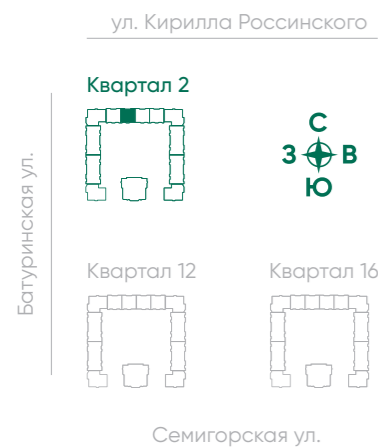 ул. Кирилла Россинского
Квартал 2
С
З В
Ю
Батуринская ул.
Квартал 12
Квартал 16
Семигорская ул.